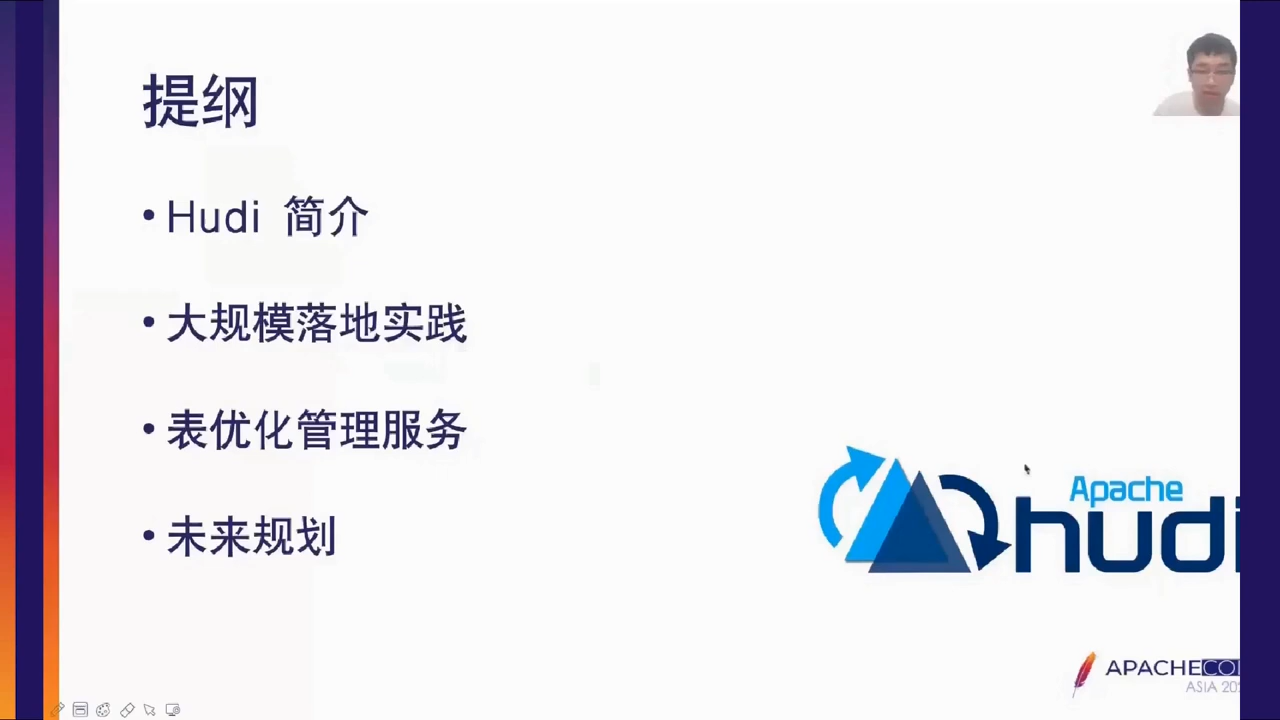 提纲
• Hudi 简介
• 大规模落地实践
• 表优化管理服务
• 未来规划
Apache
hudi
APACHECO
ASIA 202